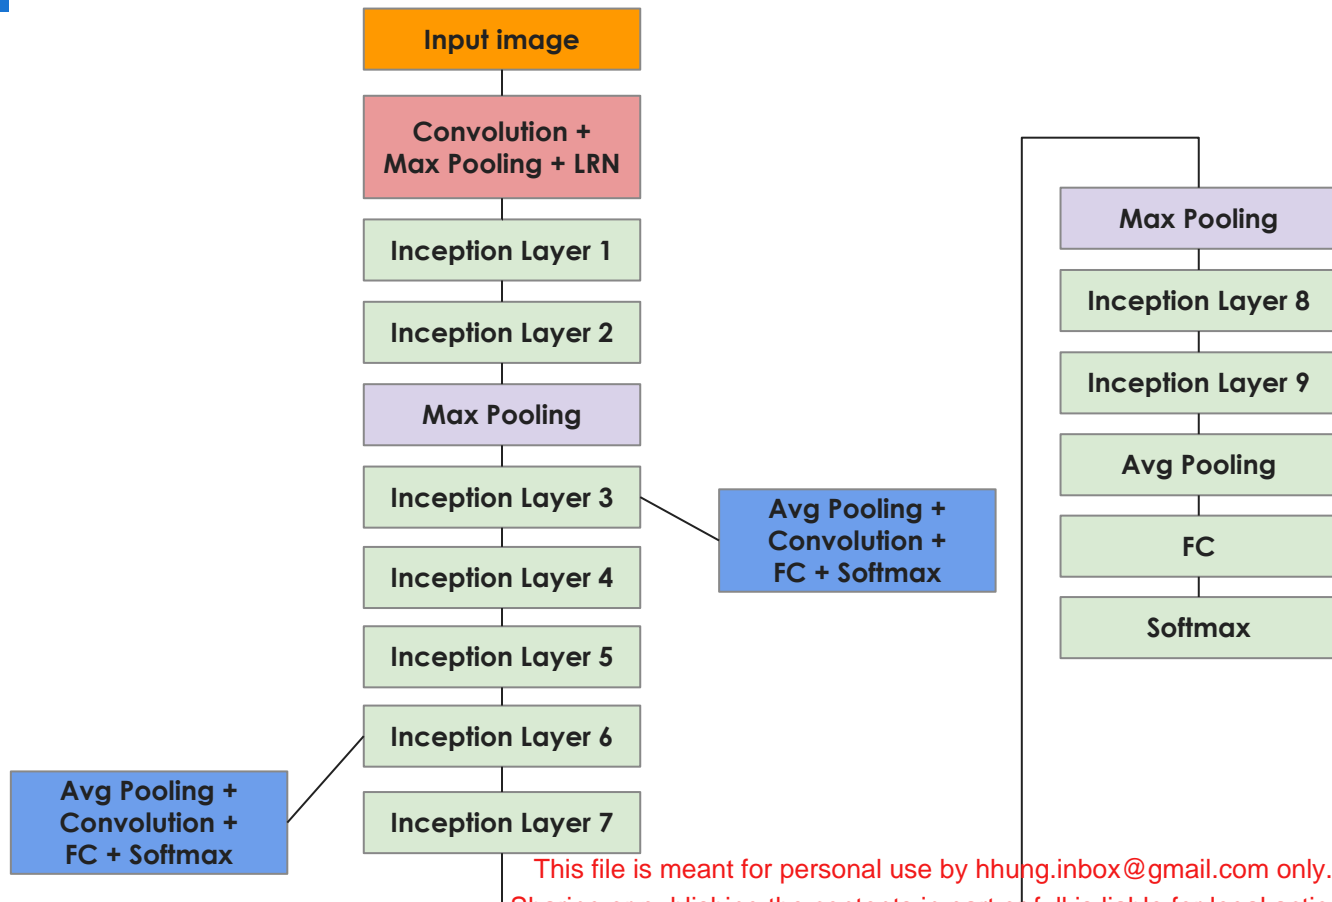 Input image
Convolution +
Max Pooling + LRN
Inception Layer 1
Inception Layer 2
Max Pooling
Inception Layer 3
Avg Pooling +
Convolution +
FC + Softmax
Inception Layer 4
Inception Layer 5
Inception Layer 6
Avg Pooling +
Convolution +
FC + Softmax
Inception Layer 7
Max Pooling
Inception Layer 8
Inception Layer 9
Avg Pooling
FC
Softmax
This file is meant for personal use by hhung.inbox@gmail.com only.